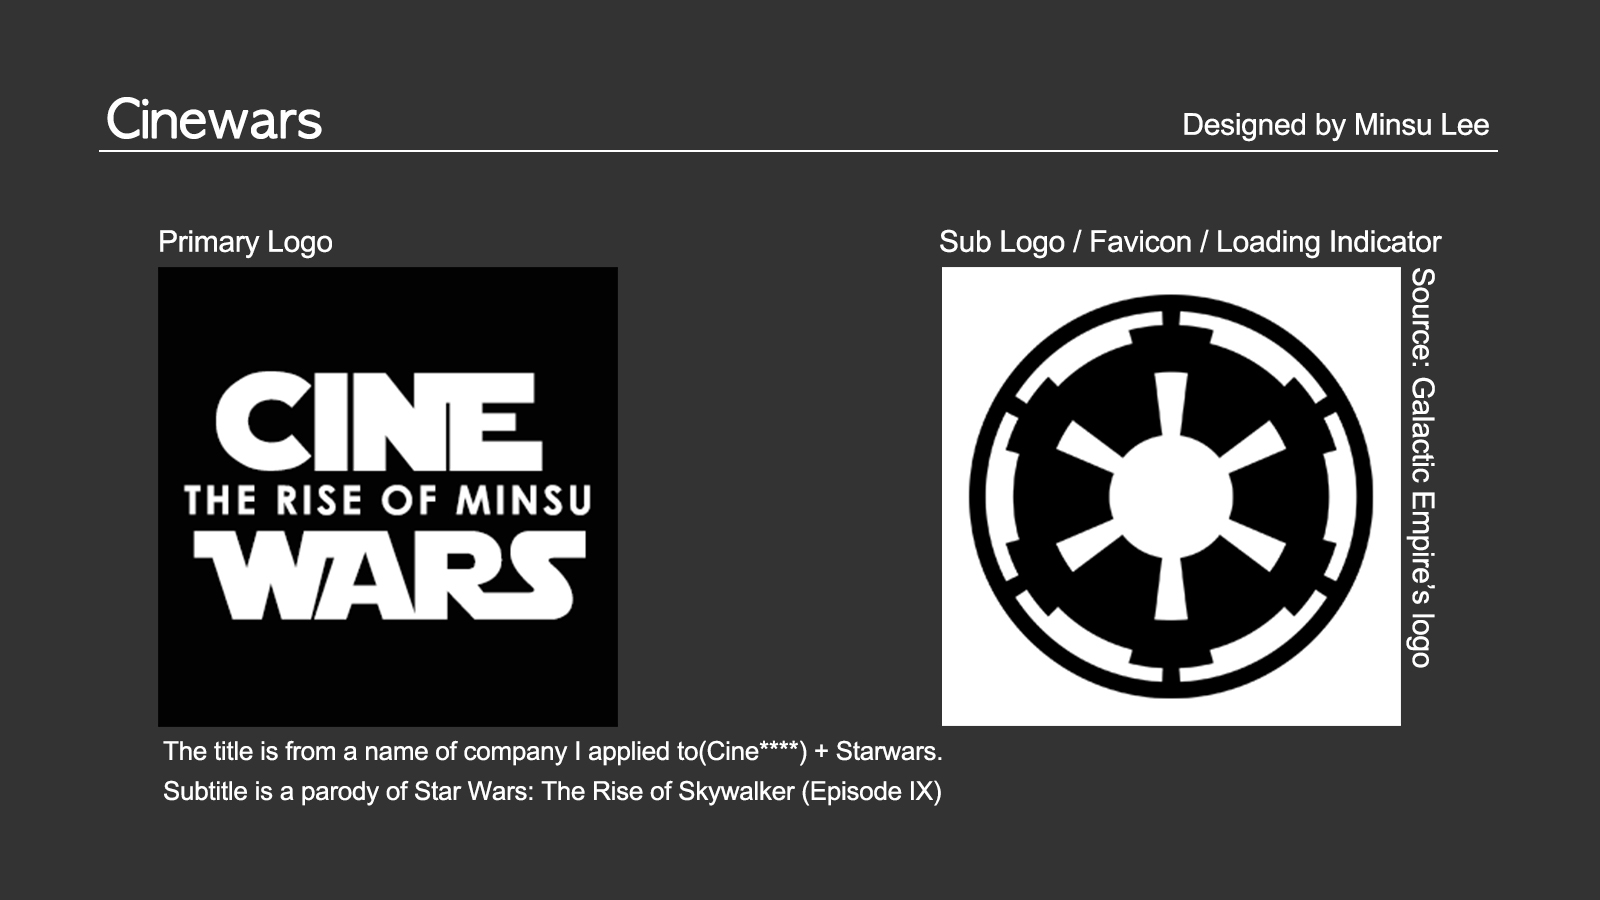 Cinewars
Designed by Minsu Lee
Primary Logo
CINE
THE RISE OF MINSU
WARS
The title is from a name of company I applied to(Cine****) + Starwars.
Subtitle is a parody of Star Wars: The Rise of Skywalker (Episode IX)
Sub Logo / Favicon / Loading Indicator
Source: Galactic Empire’s logo